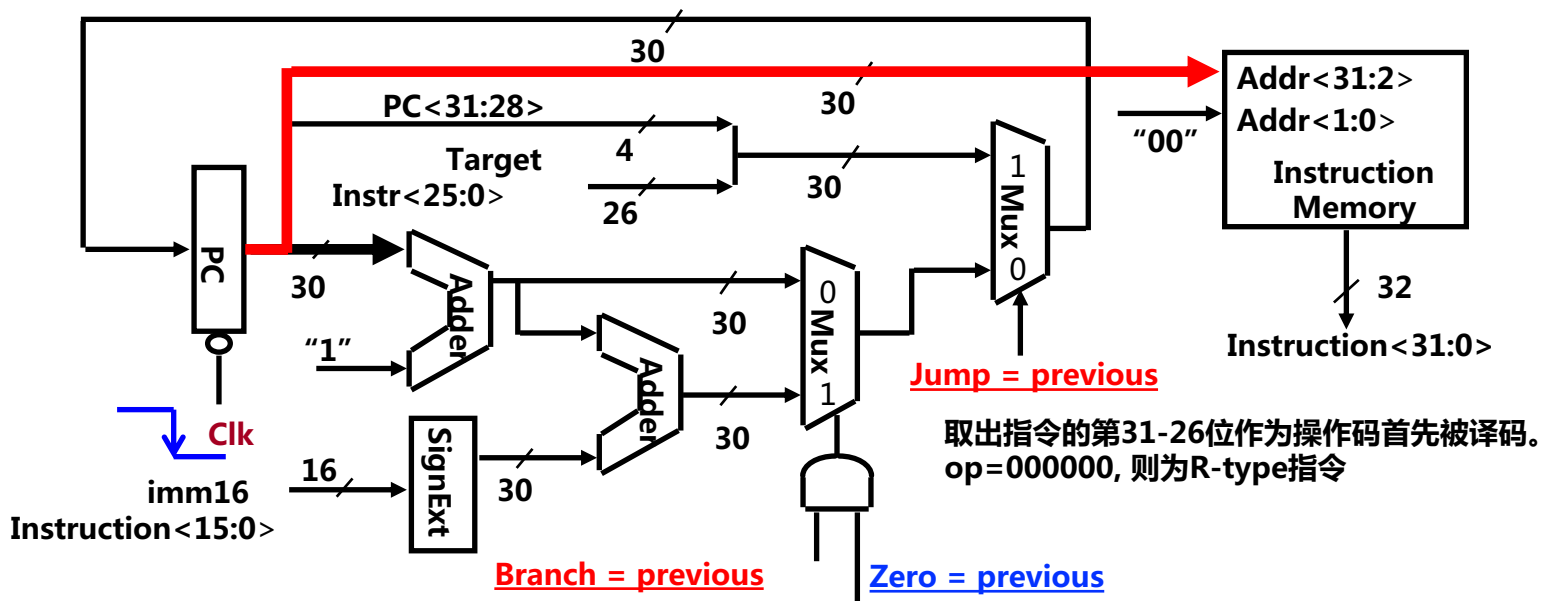 30
30
PC<31:28>
4
Target
Instr<25:0>
26
30
1
Mux
0
Addr<31:2>
Addr<1:0>
“00”
Instruction
Memory
32
Instruction<31:0>
PC
30
Adder
“1”
30
0
Mux
1
Adder
30
Jump = previous
Clk
取出指令的第31-26位作为操作码首先被译码。
op=000000, 则为R-type指令
imm16
Instruction<15:0>
16
SignExt
30
Branch = previous
Zero = previous